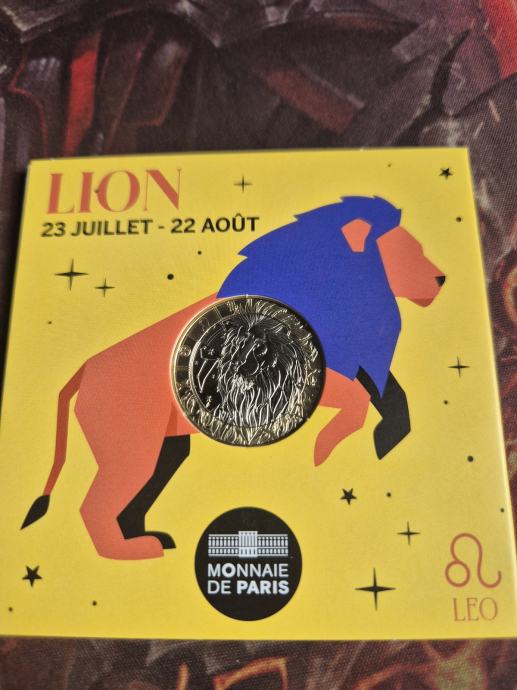 LION
23 JUILLET - 22 AOÛT
MONNAIE
DE PARIS
LEO